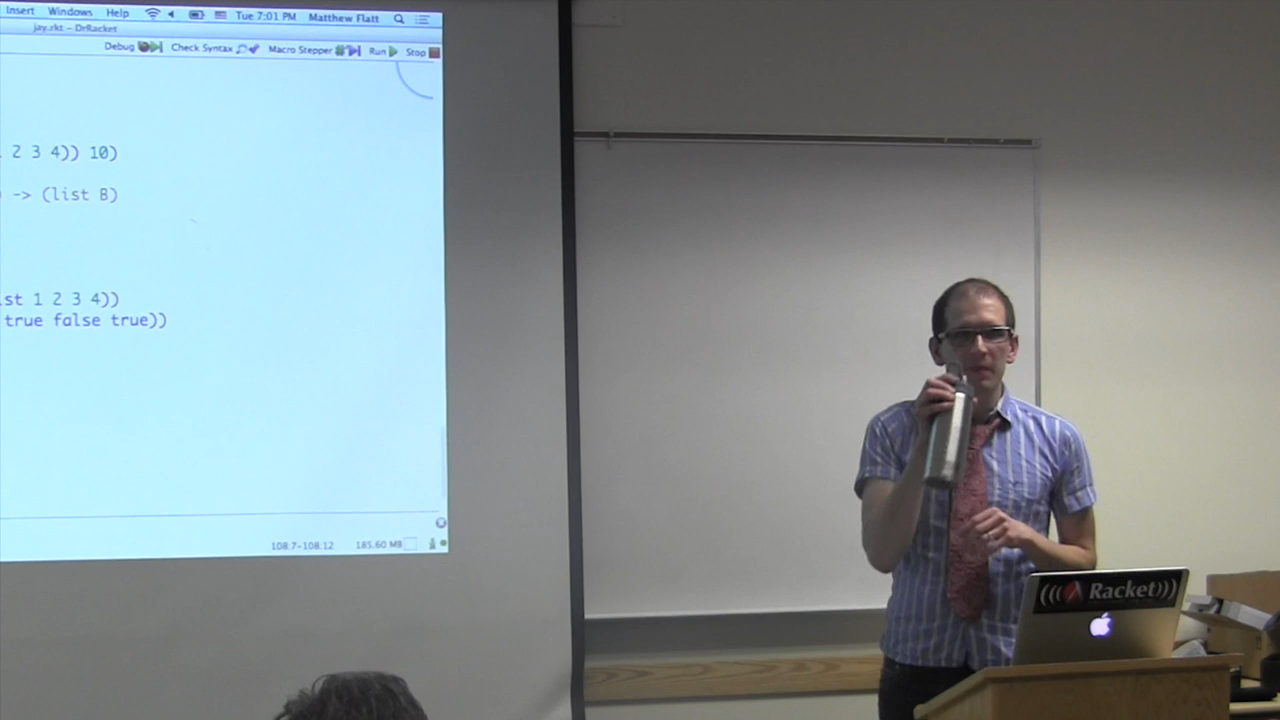 Insert Windows Help Tue 7:01 PM Matthew Flatt
jay.rkt - DrRacket
Debug Check Syntax Macro Stepper Run Stop
2 3 4)) 10)
-> (list B)
st 1 2 3 4))
true false true))
108:7-108:12 185.60 MB
(((Racket)))